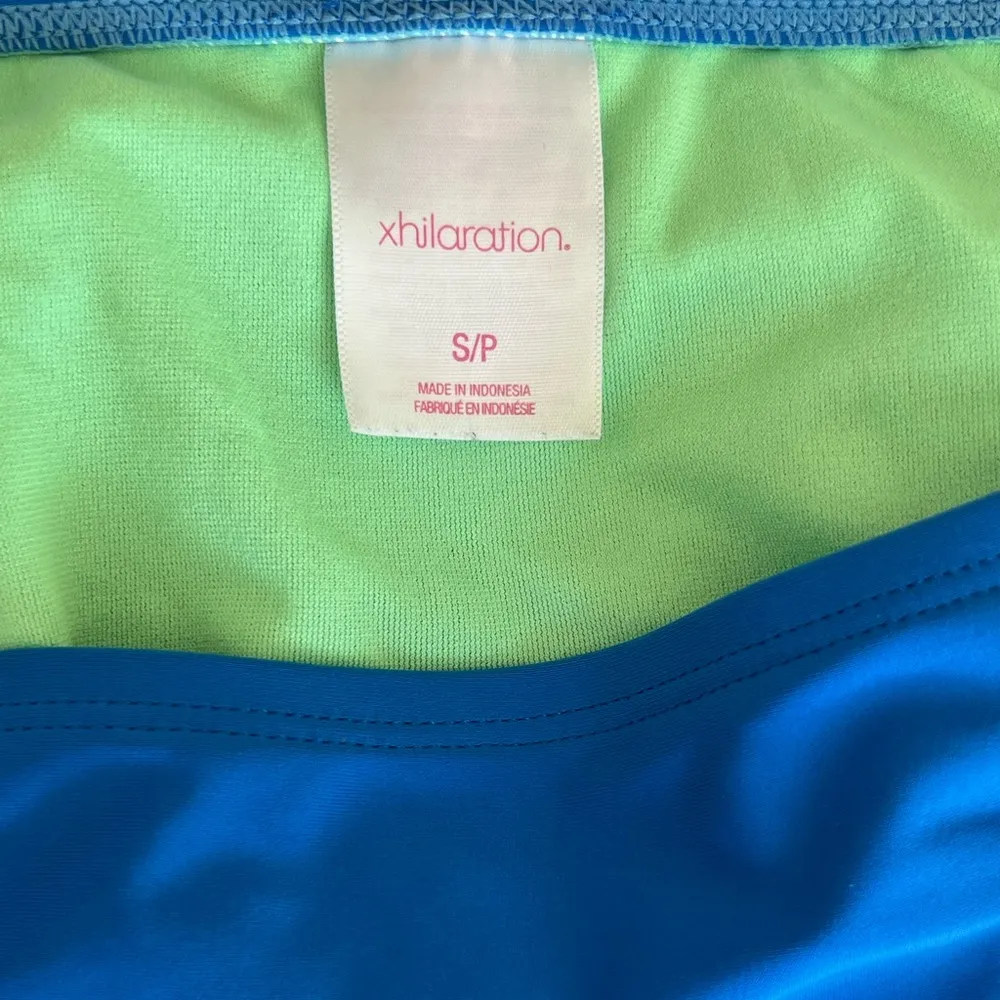 xhilaration.
S/P
MADE IN INDONESIA
FABRIQUÉ EN INDONÉSIE